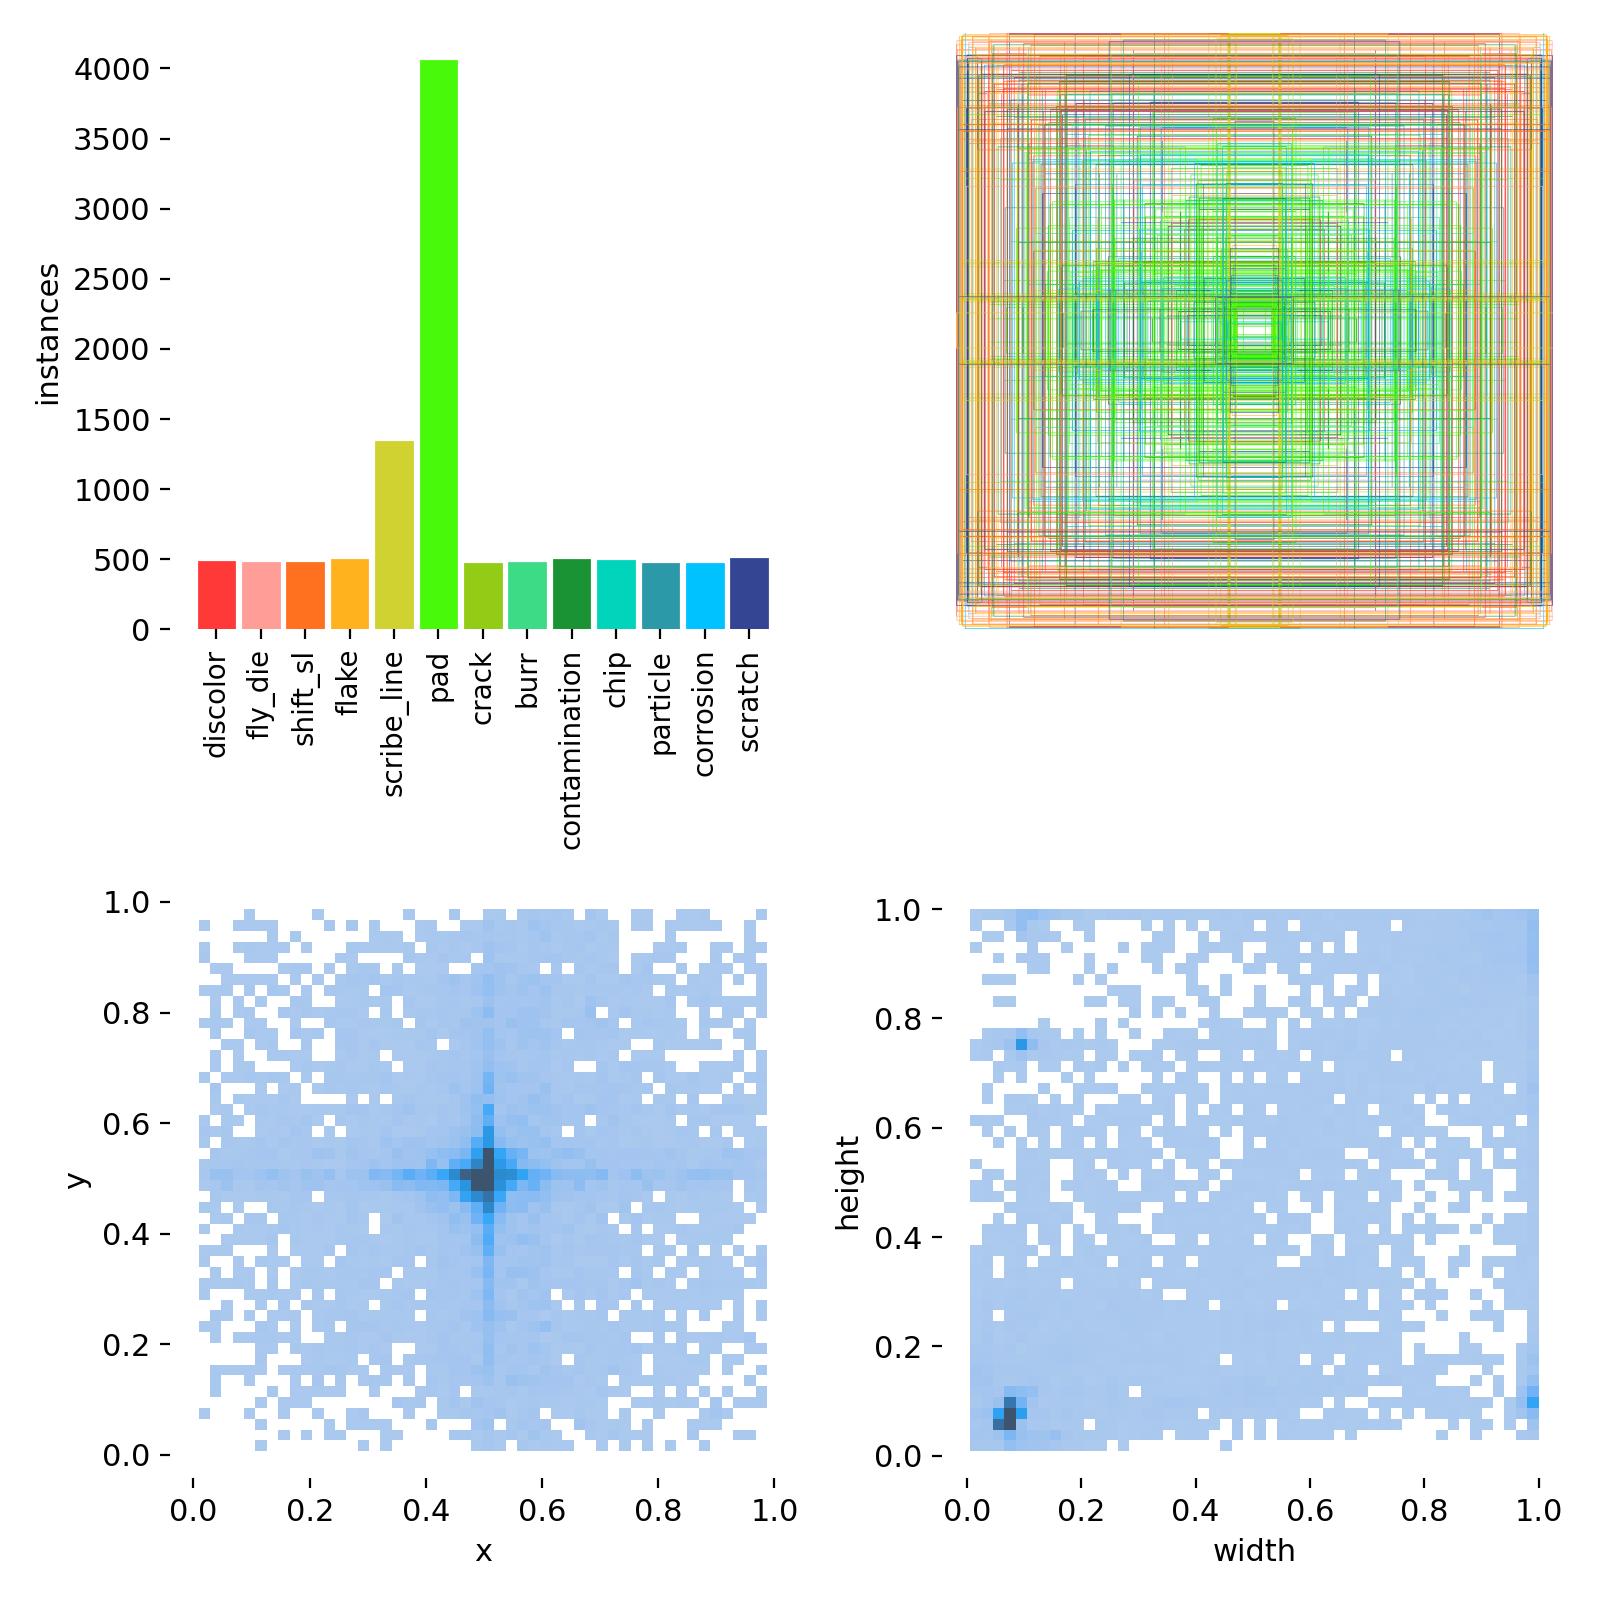 4000
3500
3000
2500
2000
1500
1000
500
0
instances
discolor
fly_die
shift_sl
flake
scribe_line
pad
crack
burr
contamination
chip
particle
corrosion
scratch
1.0
0.8
0.6
0.4
0.2
0.0
y
0.0 0.2 0.4 0.6 0.8 1.0
x
1.0
0.8
0.6
0.4
0.2
0.0
height
0.0 0.2 0.4 0.6 0.8 1.0
width